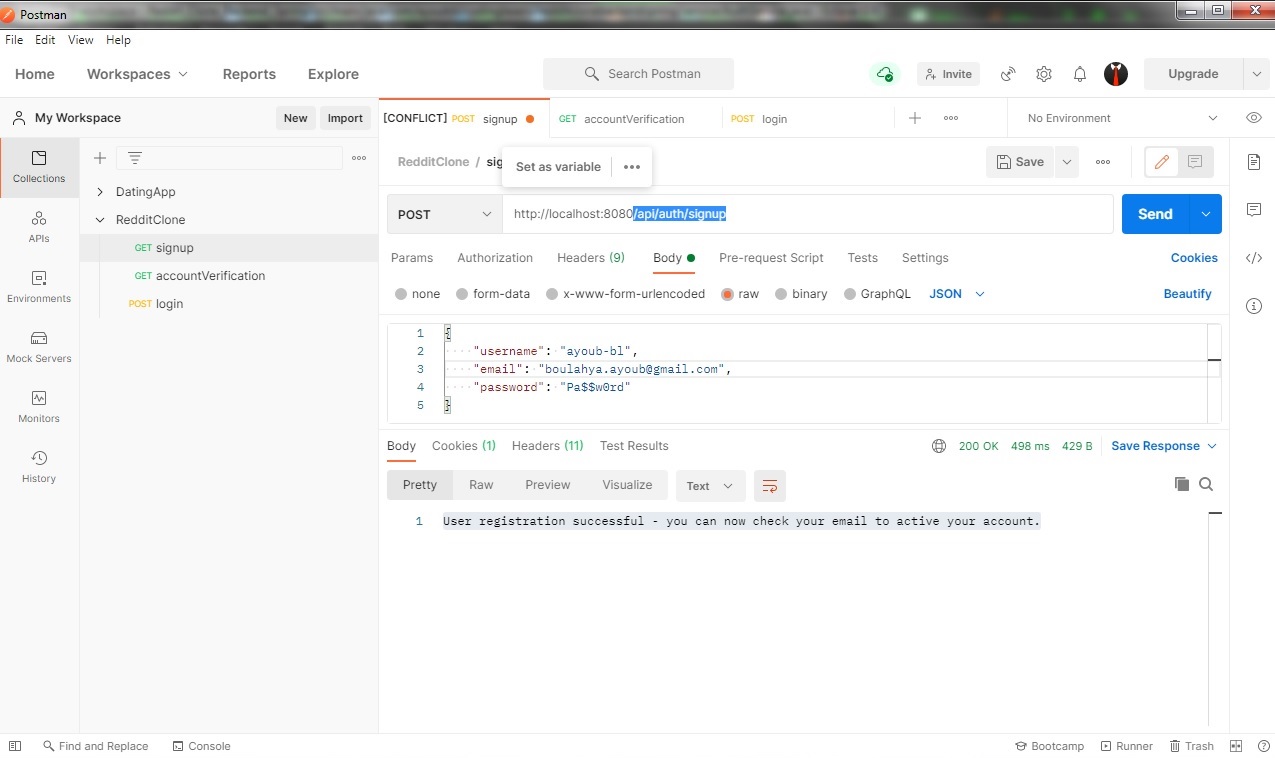 Postman
File Edit View Help
Home Workspaces Reports Explore Search Postman Invite Upgrade
My Workspace New Import
[CONFLICT] POST signup GET accountVerification POST login No Environment
RedditClone / sig Set as variable Save
Collections
APIs
Environments
Mock Servers
Monitors
History
DatingApp
RedditClone
GET signup
GET accountVerification
POST login
POST http://localhost:8080/api/auth/signup Send
Params Authorization Headers (9) Body Pre-request Script Tests Settings Cookies
none form-data x-www-form-urlencoded raw binary GraphQL JSON Beautify
1 {
2 "username": "ayoub-bl",
3 "email": "boulahya.ayoub@gmail.com",
4 "password": "Pa$$w0rd"
5 }
Body Cookies (1) Headers (11) Test Results 200 OK 498 ms 429 B Save Response
Pretty Raw Preview Visualize Text
1 User registration successful - you can now check your email to active your account.
Find and Replace Console Bootcamp Runner Trash